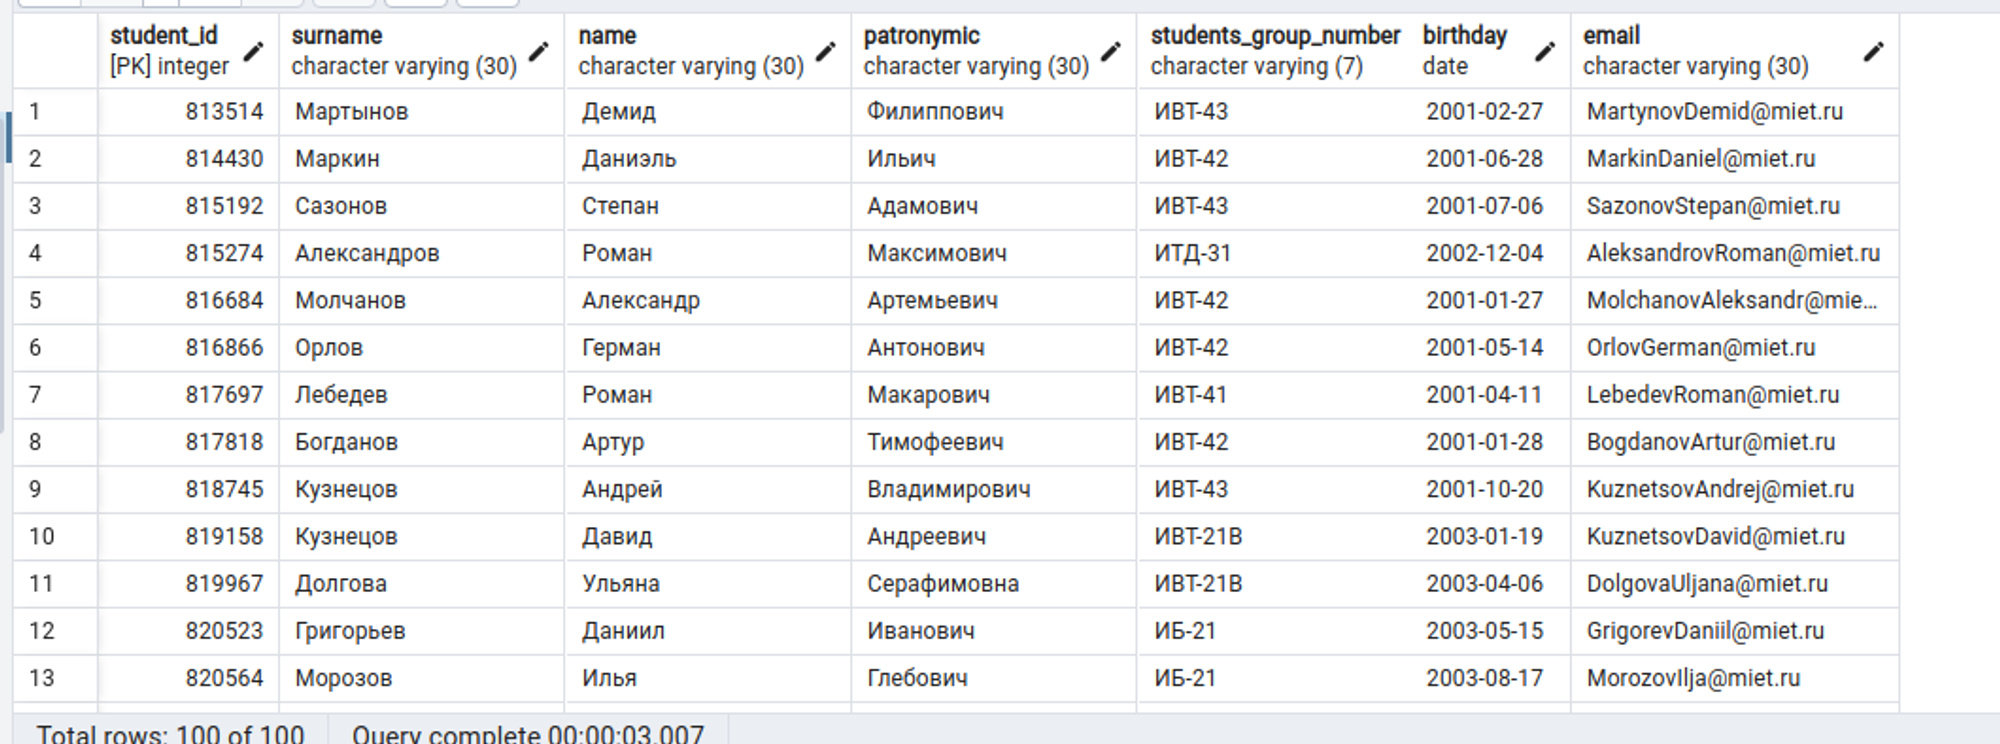 student_id surname name patronymic students_group_number birthday email
[PK] integer character varying (30) character varying (30) character varying (30) character varying (7) date character varying (30)
1 813514 Мартынов Демид Филиппович ИВТ-43 2001-02-27 MartynovDemid@miet.ru
2 814430 Маркин Даниэль Ильич ИВТ-42 2001-06-28 MarkinDaniel@miet.ru
3 815192 Сазонов Степан Адамович ИВТ-43 2001-07-06 SazonovStepan@miet.ru
4 815274 Александров Роман Максимович ИТД-31 2002-12-04 AleksandrovRoman@miet.ru
5 816684 Молчанов Александр Артемьевич ИВТ-42 2001-01-27 MolchanovAleksandr@mie...
6 816866 Орлов Герман Антонович ИВТ-42 2001-05-14 OrlovGerman@miet.ru
7 817697 Лебедев Роман Макарович ИВТ-41 2001-04-11 LebedevRoman@miet.ru
8 817818 Богданов Артур Тимофеевич ИВТ-42 2001-01-28 BogdanovArtur@miet.ru
9 818745 Кузнецов Андрей Владимирович ИВТ-43 2001-10-20 KuznetsovAndrej@miet.ru
10 819158 Кузнецов Давид Андреевич ИВТ-21В 2003-01-19 KuznetsovDavid@miet.ru
11 819967 Долгова Ульяна Серафимовна ИВТ-21В 2003-04-06 DolgovaUljana@miet.ru
12 820523 Григорьев Даниил Иванович ИБ-21 2003-05-15 GrigorevDaniil@miet.ru
13 820564 Морозов Илья Глебович ИБ-21 2003-08-17 MorozovIlja@miet.ru
Total rows: 100 of 100 Query complete 00:00:03.007